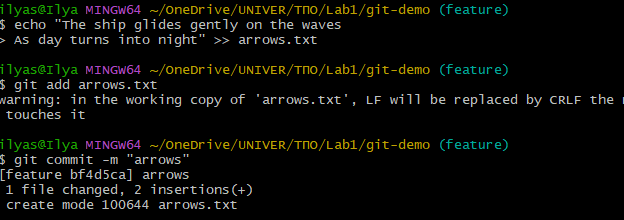 ilyas@Ilya MINGW64 ~/OneDrive/UNIVER/ТПО/Lab1/git-demo (feature)
$ echo "The ship glides gently on the waves
> As day turns into night" >> arrows.txt
ilyas@Ilya MINGW64 ~/OneDrive/UNIVER/ТПО/Lab1/git-demo (feature)
$ git add arrows.txt
warning: in the working copy of 'arrows.txt', LF will be replaced by CRLF the
touches it
ilyas@Ilya MINGW64 ~/OneDrive/UNIVER/ТПО/Lab1/git-demo (feature)
$ git commit -m "arrows"
[feature bf4d5ca] arrows
1 file changed, 2 insertions(+)
create mode 100644 arrows.txt